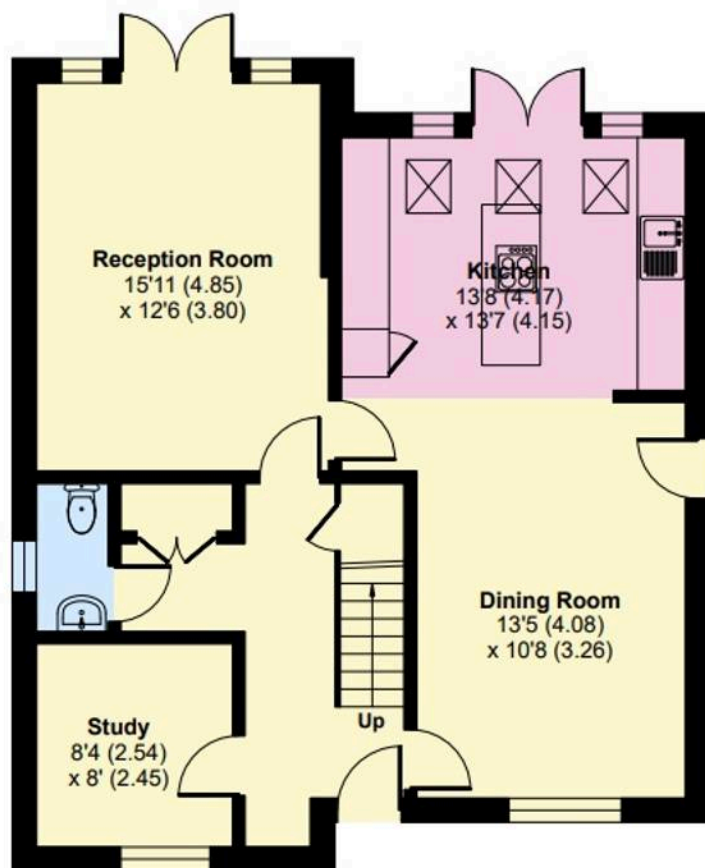 Reception Room
15'11 (4.85)
x 12'6 (3.80)
Kitchen
13'8 (4.17)
x 13'7 (4.15)
Dining Room
13'5 (4.08)
x 10'8 (3.26)
Study
8'4 (2.54)
x 8' (2.45)
Up